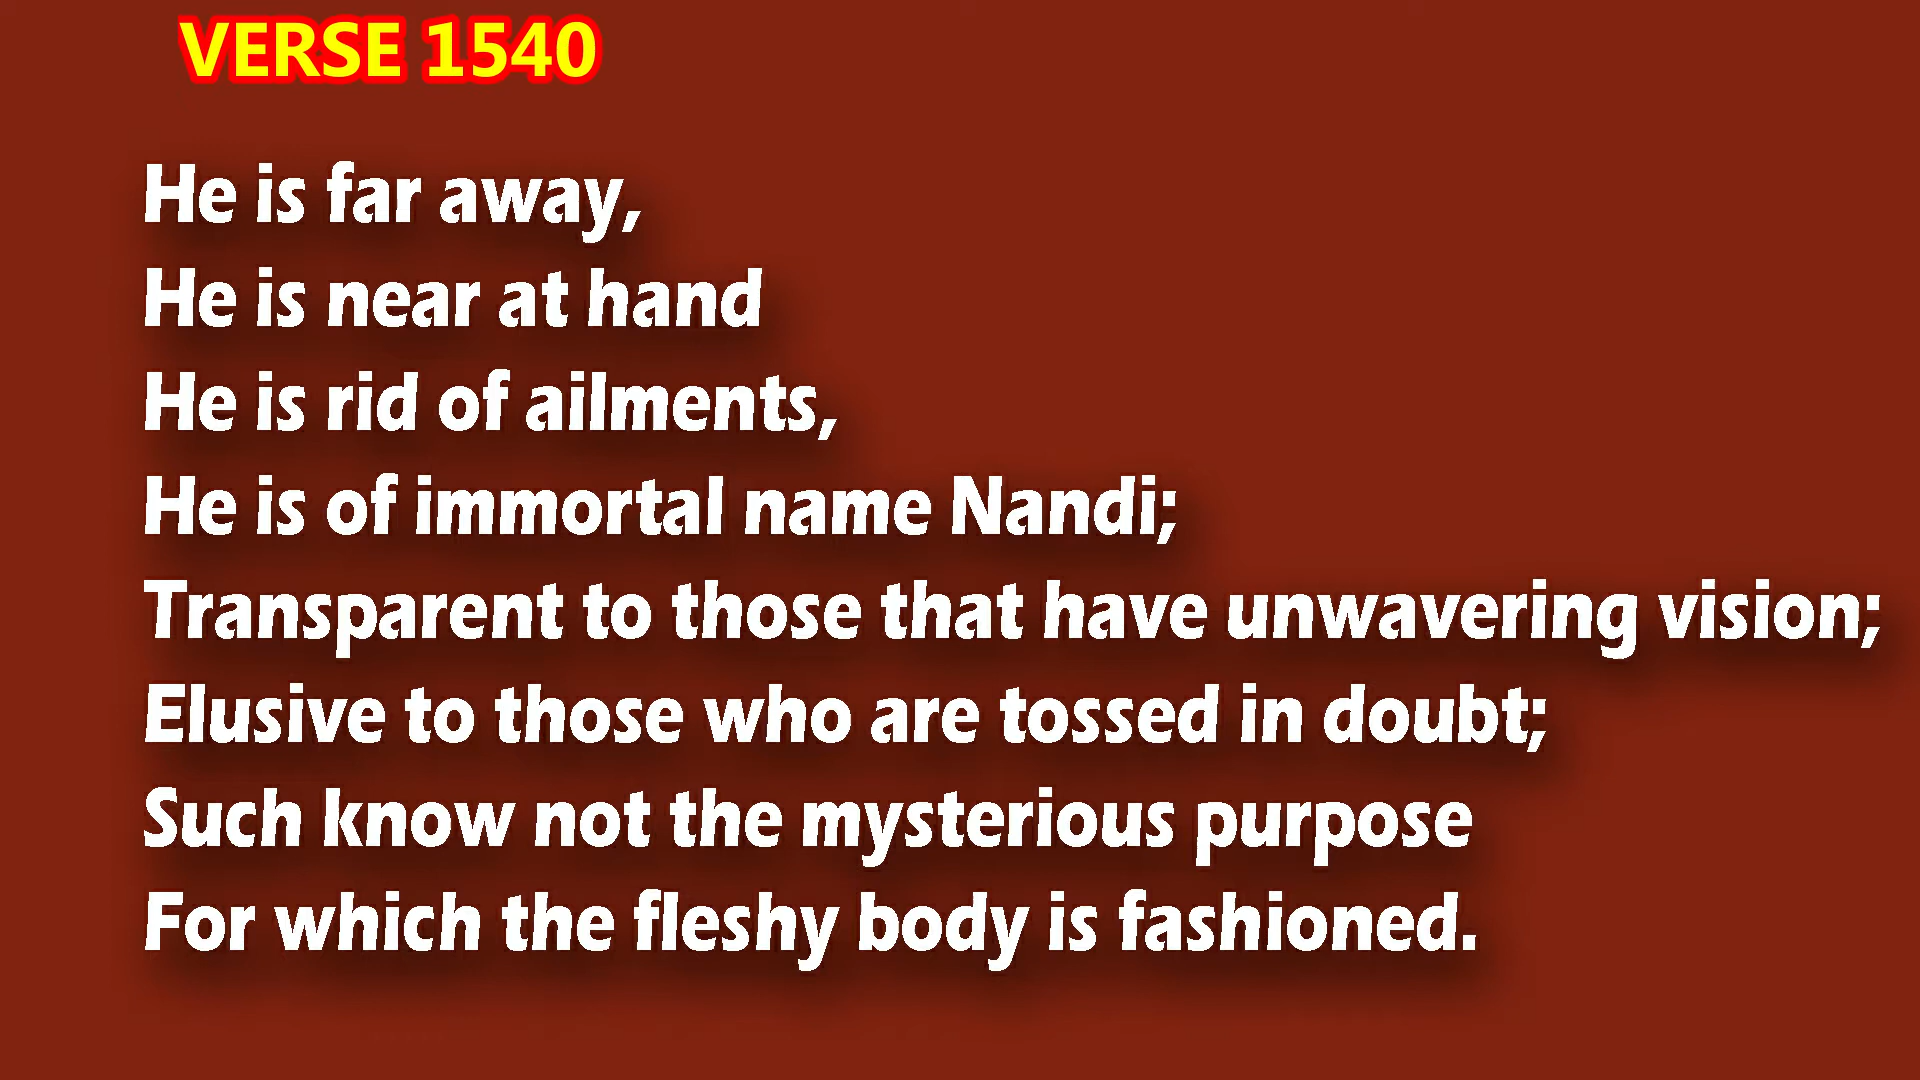 VERSE 1540
He is far away,
He is near at hand
He is rid of ailments,
He is of immortal name Nandi;
Transparent to those that have unwavering vision;
Elusive to those who are tossed in doubt;
Such know not the mysterious purpose
For which the fleshy body is fashioned.